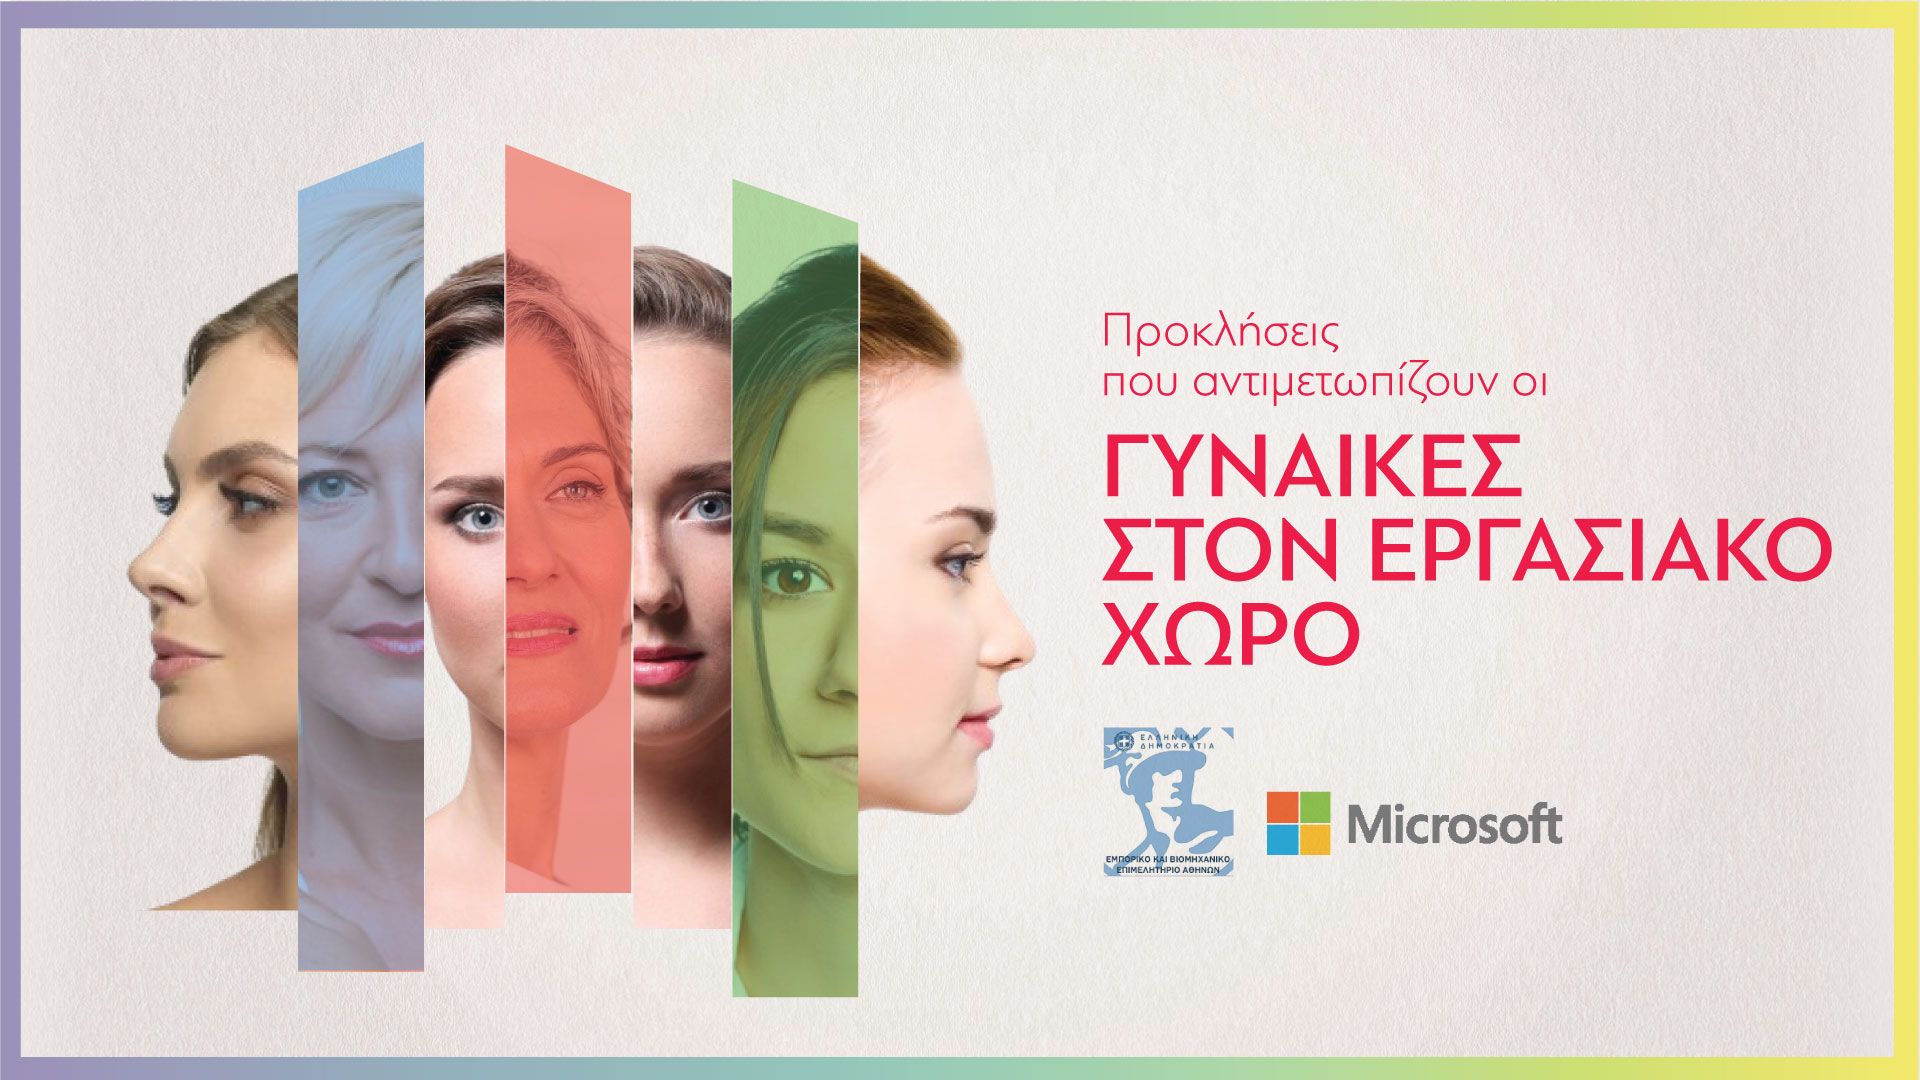 Προκλήσεις
που αντιμετωπίζουν οι
ΓΥΝΑΙΚΕΣ
ΣΤΟΝ ΕΡΓΑΣΙΑΚΟ
ΧΩΡΟ
ΕΛΛΗΝΙΚΗ
ΔΗΜΟΚΡΑΤΙΑ
ΕΜΠΟΡΙΚΟ ΚΑΙ ΒΙΟΜΗΧΑΝΙΚΟ
ΕΠΙΜΕΛΗΤΗΡΙΟ ΑΘΗΝΩΝ
Microsoft